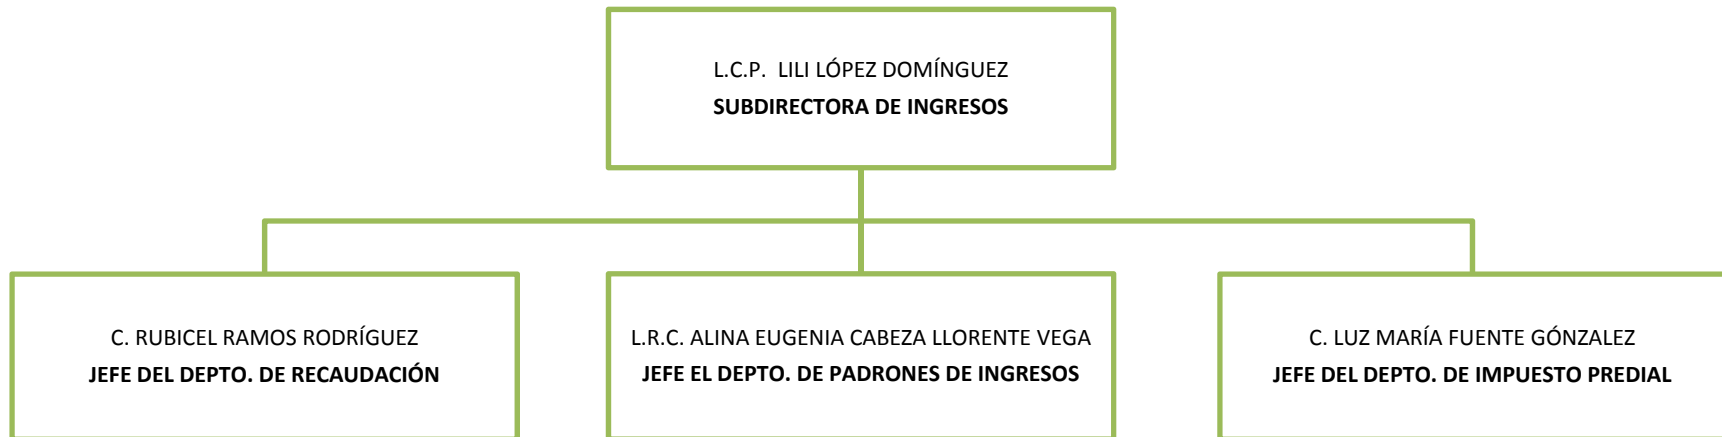 L.C.P. LILI LÓPEZ DOMÍNGUEZ
SUBDIRECTORA DE INGRESOS
C. RUBICEL RAMOS RODRÍGUEZ
JEFE DEL DEPTO. DE RECAUDACIÓN
L.R.C. ALINA EUGENIA CABEZA LLORENTE VEGA
JEFE EL DEPTO. DE PADRONES DE INGRESOS
C. LUZ MARÍA FUENTE GÓNZALEZ
JEFE DEL DEPTO. DE IMPUESTO PREDIAL